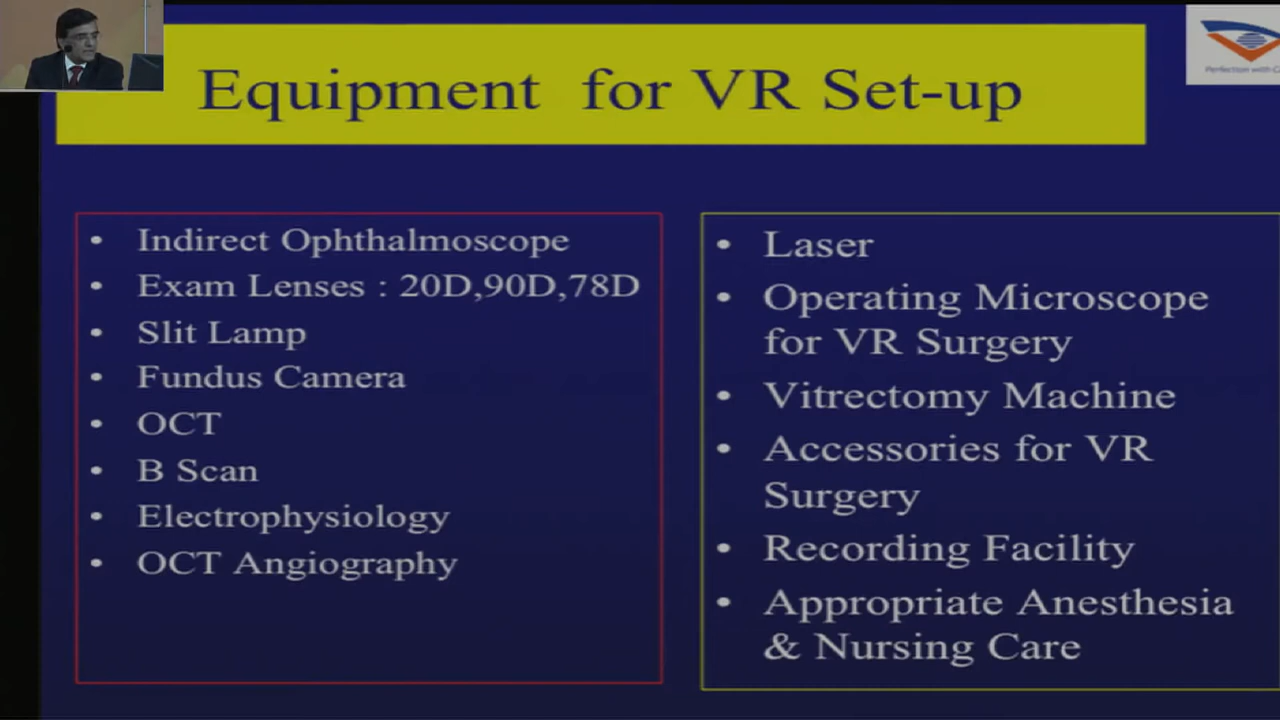 Equipment for VR Set-up
Perfection with C
• Indirect Ophthalmoscope
• Exam Lenses : 20D,90D,78D
• Slit Lamp
• Fundus Camera
• OCT
• B Scan
• Electrophysiology
• OCT Angiography
• Laser
• Operating Microscope
for VR Surgery
• Vitrectomy Machine
• Accessories for VR
Surgery
• Recording Facility
• Appropriate Anesthesia
& Nursing Care